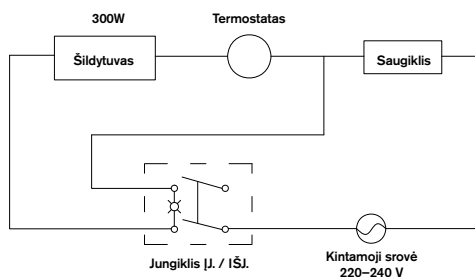 300W
Termostatas
Šildytuvas
Saugiklis
Jungiklis ĮJ. / IŠJ.
Kintamoji srovė
220–240 V